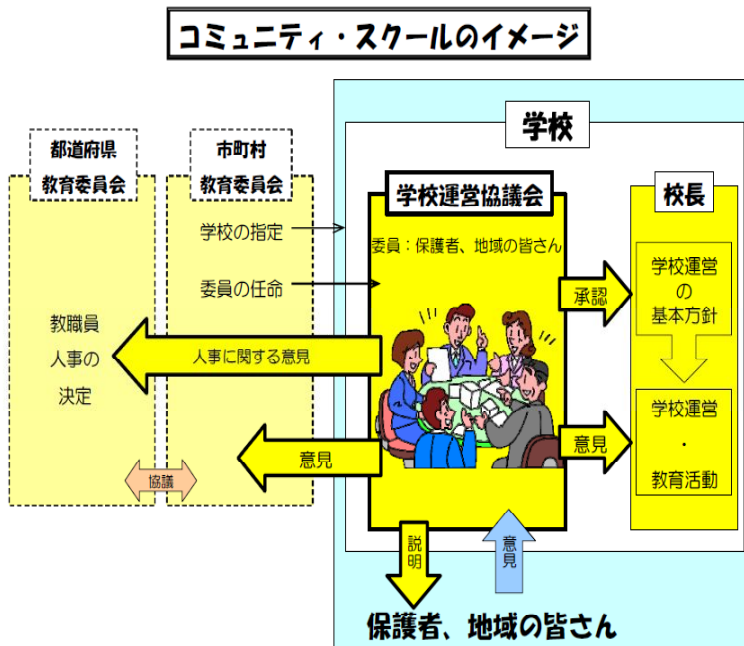 コミュニティ・スクールのイメージ
学校
都道府県
教育委員会
市町村
教育委員会
学校運営協議会
校長
学校の指定
委員：保護者、地域の皆さん
委員の任命
承認
学校運営
の
基本方針
教職員
人事の
決定
人事に関する意見
意見
意見
学校運営
・
教育活動
協議
説明
意見
保護者、地域の皆さん